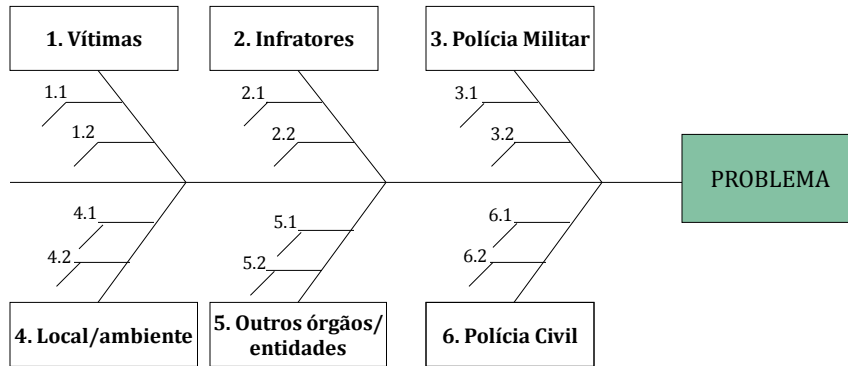 1. Vítimas
2. Infratores
3. Polícia Militar
1.1
1.2
2.1
2.2
3.1
3.2
PROBLEMA
4.1
4.2
5.1
5.2
6.1
6.2
4. Local/ambiente
5. Outros órgãos/
entidades
6. Polícia Civil